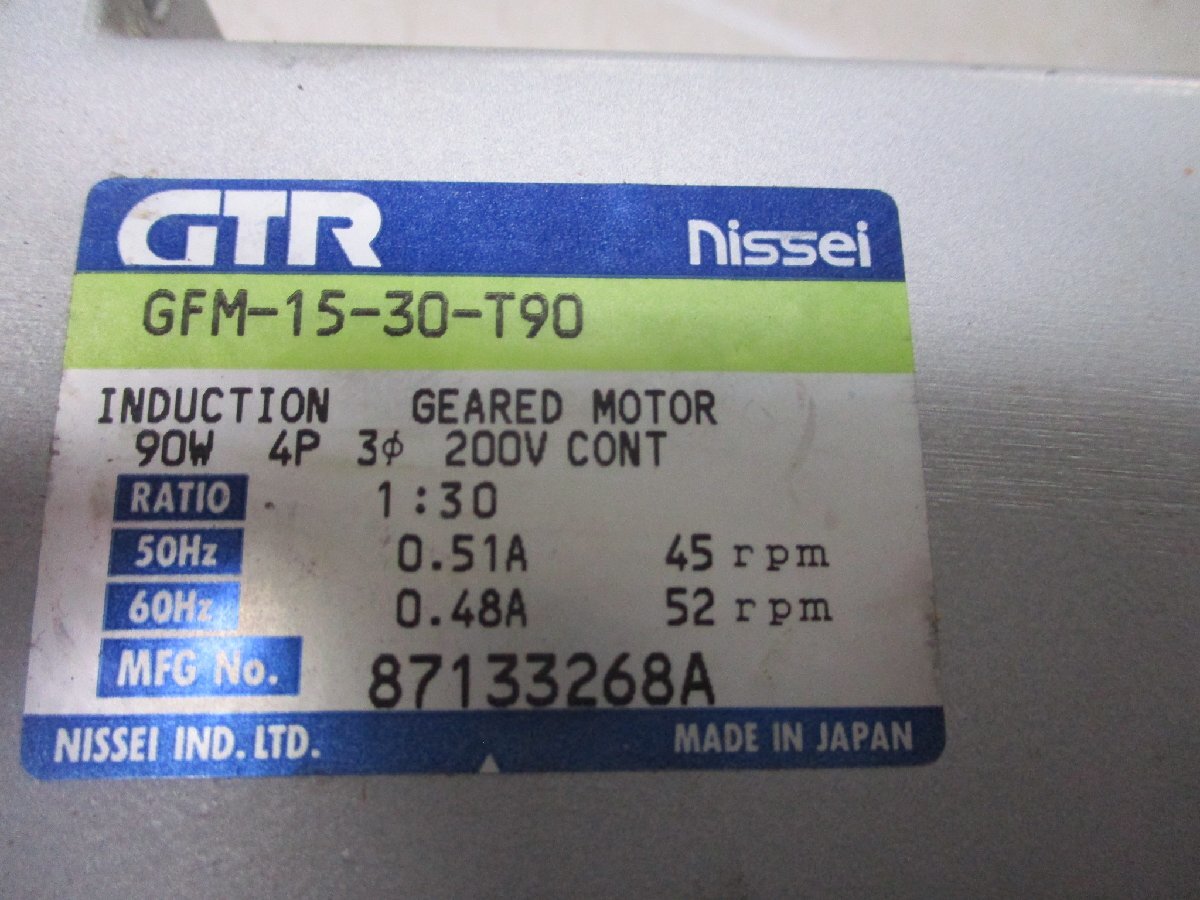 GTR nissei
GFM-15-30-T90
INDUCTION GEARED MOTOR
90W 4P 3ϕ 200V CONT
RATIO 1:30
50Hz 0.51A 45 rpm
60Hz 0.48A 52 rpm
MFG No. 87133268A
NISSEI IND. LTD. MADE IN JAPAN